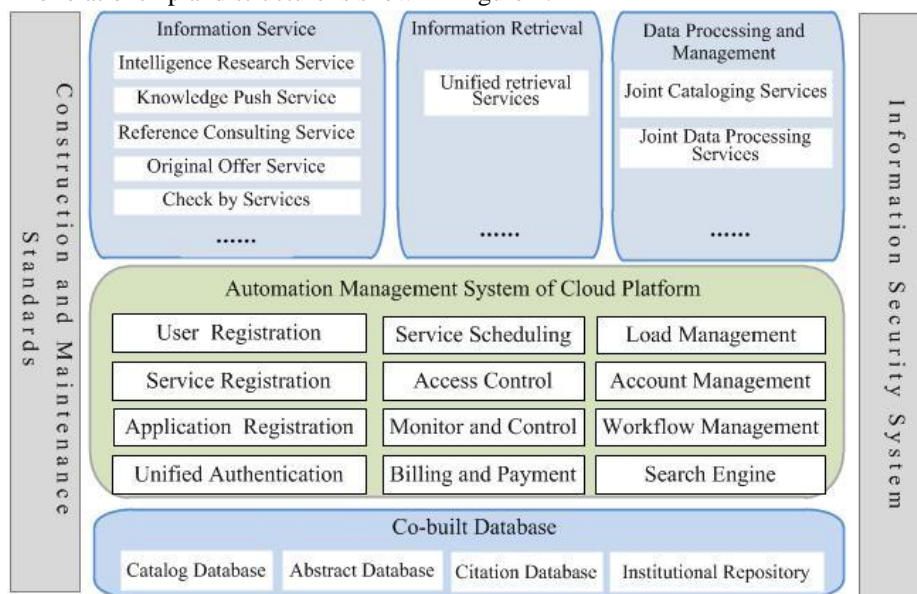 Construction and Maintenance
Standards
Information Service
Intelligence Research Service
Knowledge Push Service
Reference Consulting Service
Original Offer Service
Check by Services
......
Information Retrieval
Unified retrieval
Services
......
Data Processing and
Management
Joint Cataloging Services
Joint Data Processing
Services
......
Automation Management System of Cloud Platform
User Registration
Service Scheduling
Load Management
Service Registration
Access Control
Account Management
Application Registration
Monitor and Control
Workflow Management
Unified Authentication
Billing and Payment
Search Engine
Co-built Database
Catalog Database
Abstract Database
Citation Database
Institutional Repository
Information Security System